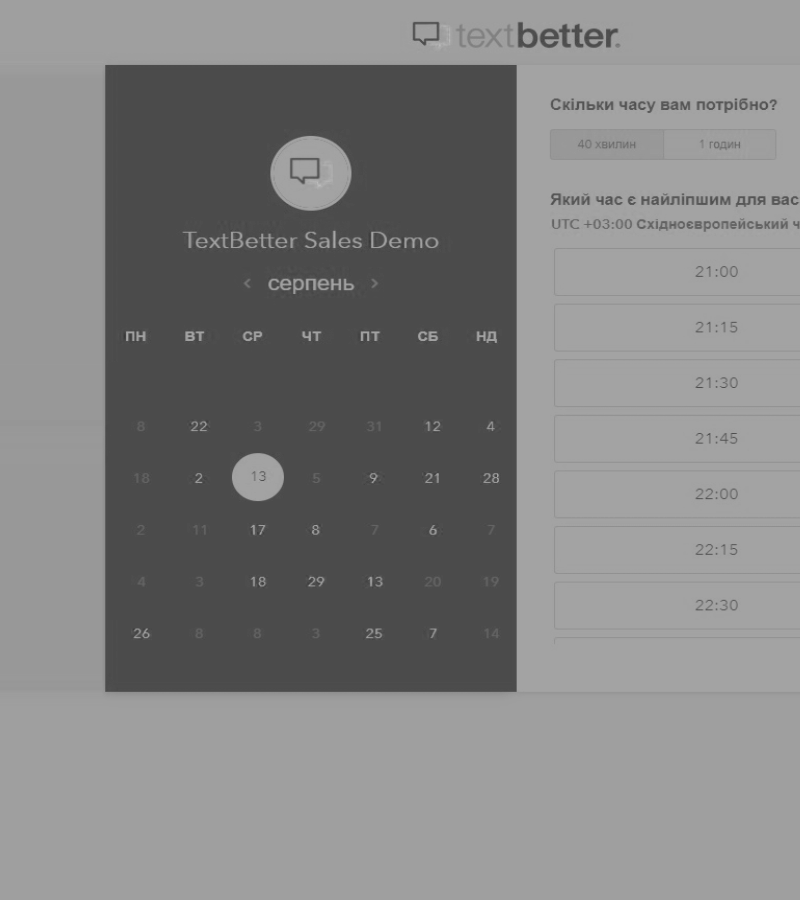 textbetter.
TextBetter Sales Demo
серпень
ПН ВТ СР ЧТ ПТ СБ НД
8 22 3 29 31 12 4
18 2 13 5 9 21 28
2 11 17 8 7 6 7
4 3 18 29 13 20 19
26 8 8 3 25 7 14
Скільки часу вам потрібно?
40 хвилин 1 годин
Який час є найліпшим для вас
UTC +03:00 Східноєвропейський ч
21:00
21:15
21:30
21:45
22:00
22:15
22:30